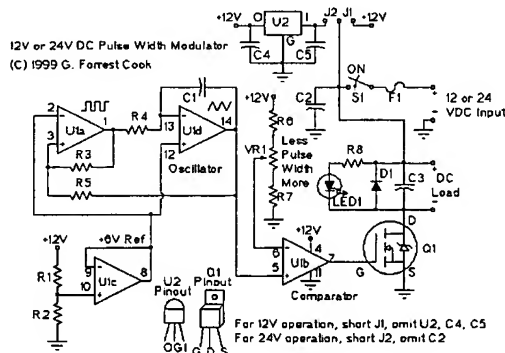 12V or 24V DC Pulse Width Modulator
(C) 1999 G. Forrest Cook
+12V
O
U2
I
G
C4
C5
J2
J1
+12V
ON
C2
S1
F1
12 or 24
VDC Input
C1
2
3
U1a
1
R4
13
12
U1d
14
R3
R5
Oscillator
+12V
R6
VR1
Less
Pulse
Width
More
R7
R8
D1
C3
LED1
DC
Load
+12V
6
5
U1b
4
11
7
Comparator
G
D
Q1
S
+12V
R1
R2
+6V Ref
9
10
U1c
8
U2
Pinout
OGI
Q1
Pinout
G D S
For 12V operation, short J1, omit U2, C4, C5
For 24V operation, short J2, omit C2